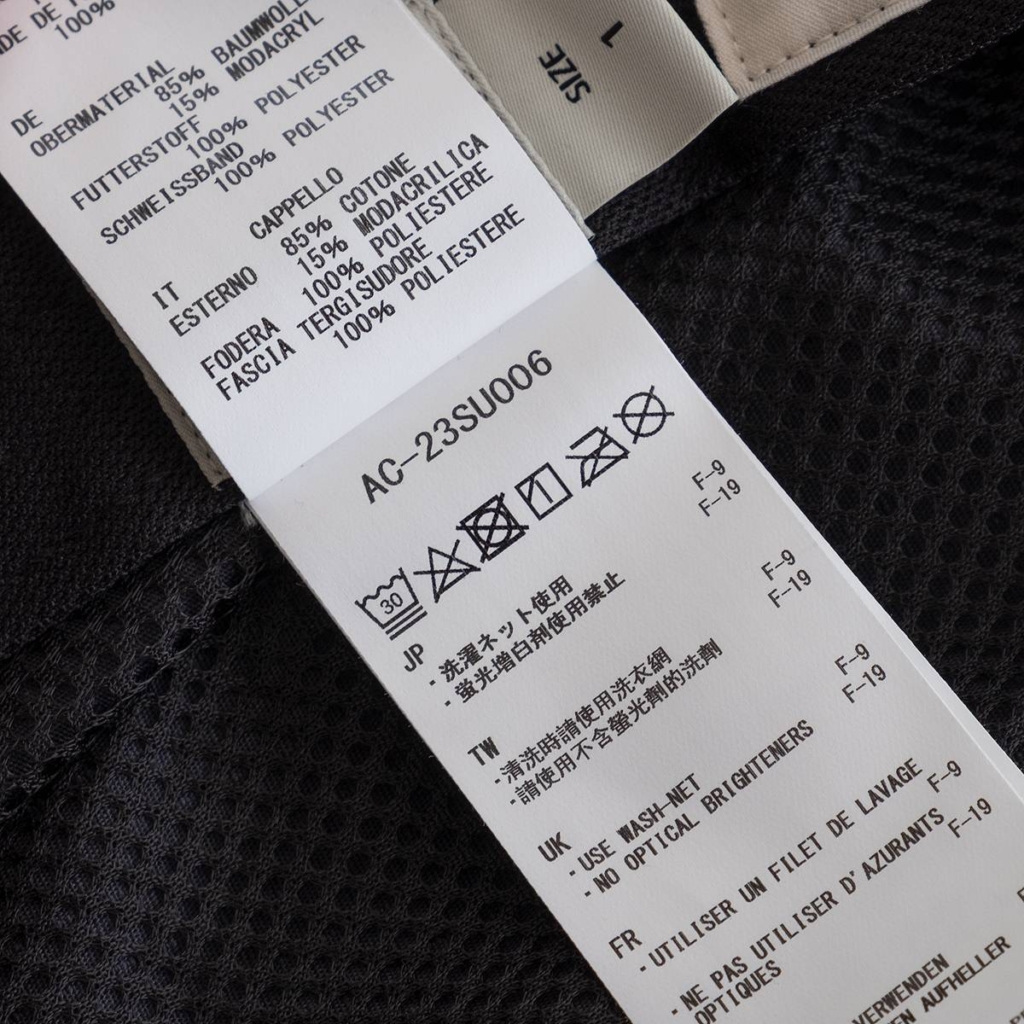 DE DE
100%
DE
OBERMATERIAL
85% BAUMWOLLE
15% MODACRYL
FUTTERSTOFF
100% POLYESTER
SCHWEISSBAND
100% POLYESTER
IT
CAPPELLO
ESTERNO
85% COTONE
15% MODACRILICA
FODERA
100% POLIESTERE
FASCIA TERGISUDORE
100% POLIESTERE
SIZE
1
AC-23SU006
30
1
JP
・洗濯ネット使用 F-9
・蛍光増白剤使用禁止 F-19
TW
・清洗時請使用洗衣網 F-9
・請使用不含螢光劑的洗劑 F-19
UK
・USE WASH-NET F-9
・NO OPTICAL BRIGHTENERS F-19
FR
・UTILISER UN FILET DE LAVAGE F-9
・NE PAS UTILISER D'AZURANTS F-19
OPTIQUES
VERWENDEN
AUFHELLER